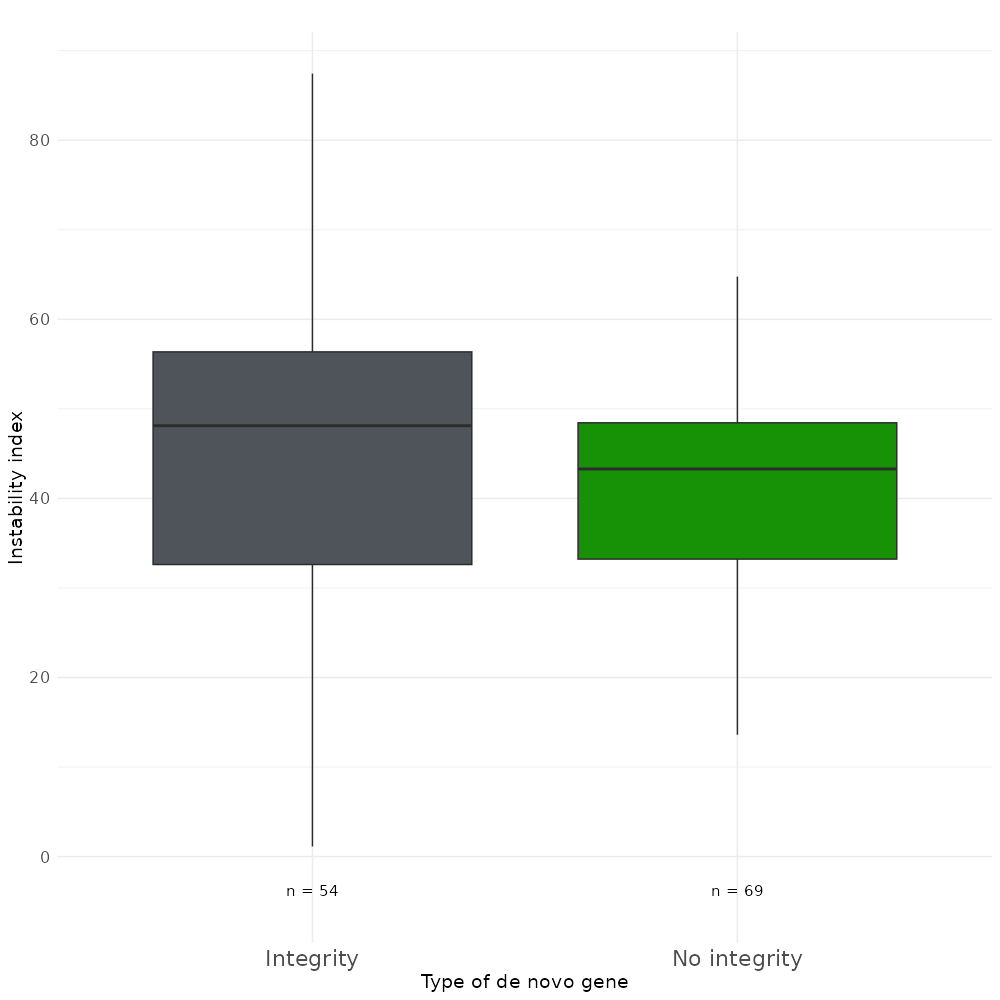 Instability index
80
60
40
20
0
n = 54
n = 69
Integrity
No integrity
Type of de novo gene